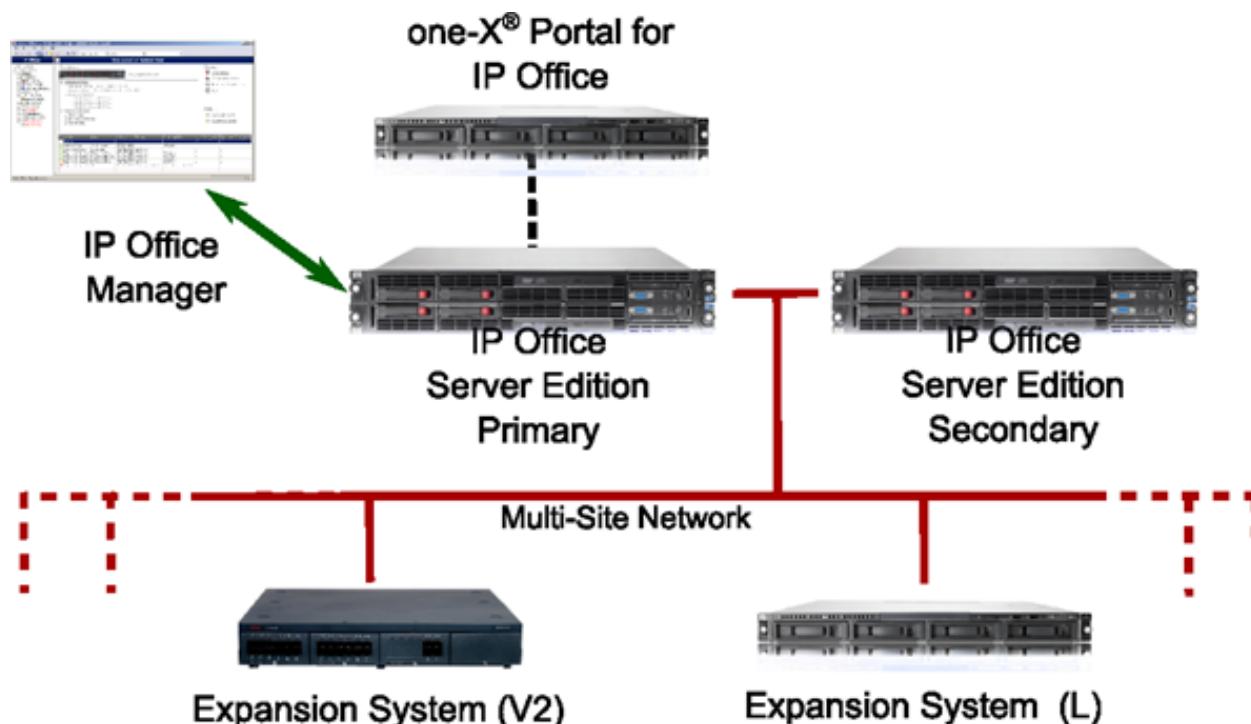 one-X® Portal for
IP Office
IP Office
Manager
IP Office
Server Edition
Primary
IP Office
Server Edition
Secondary
Multi-Site Network
Expansion System (V2)
Expansion System (L)